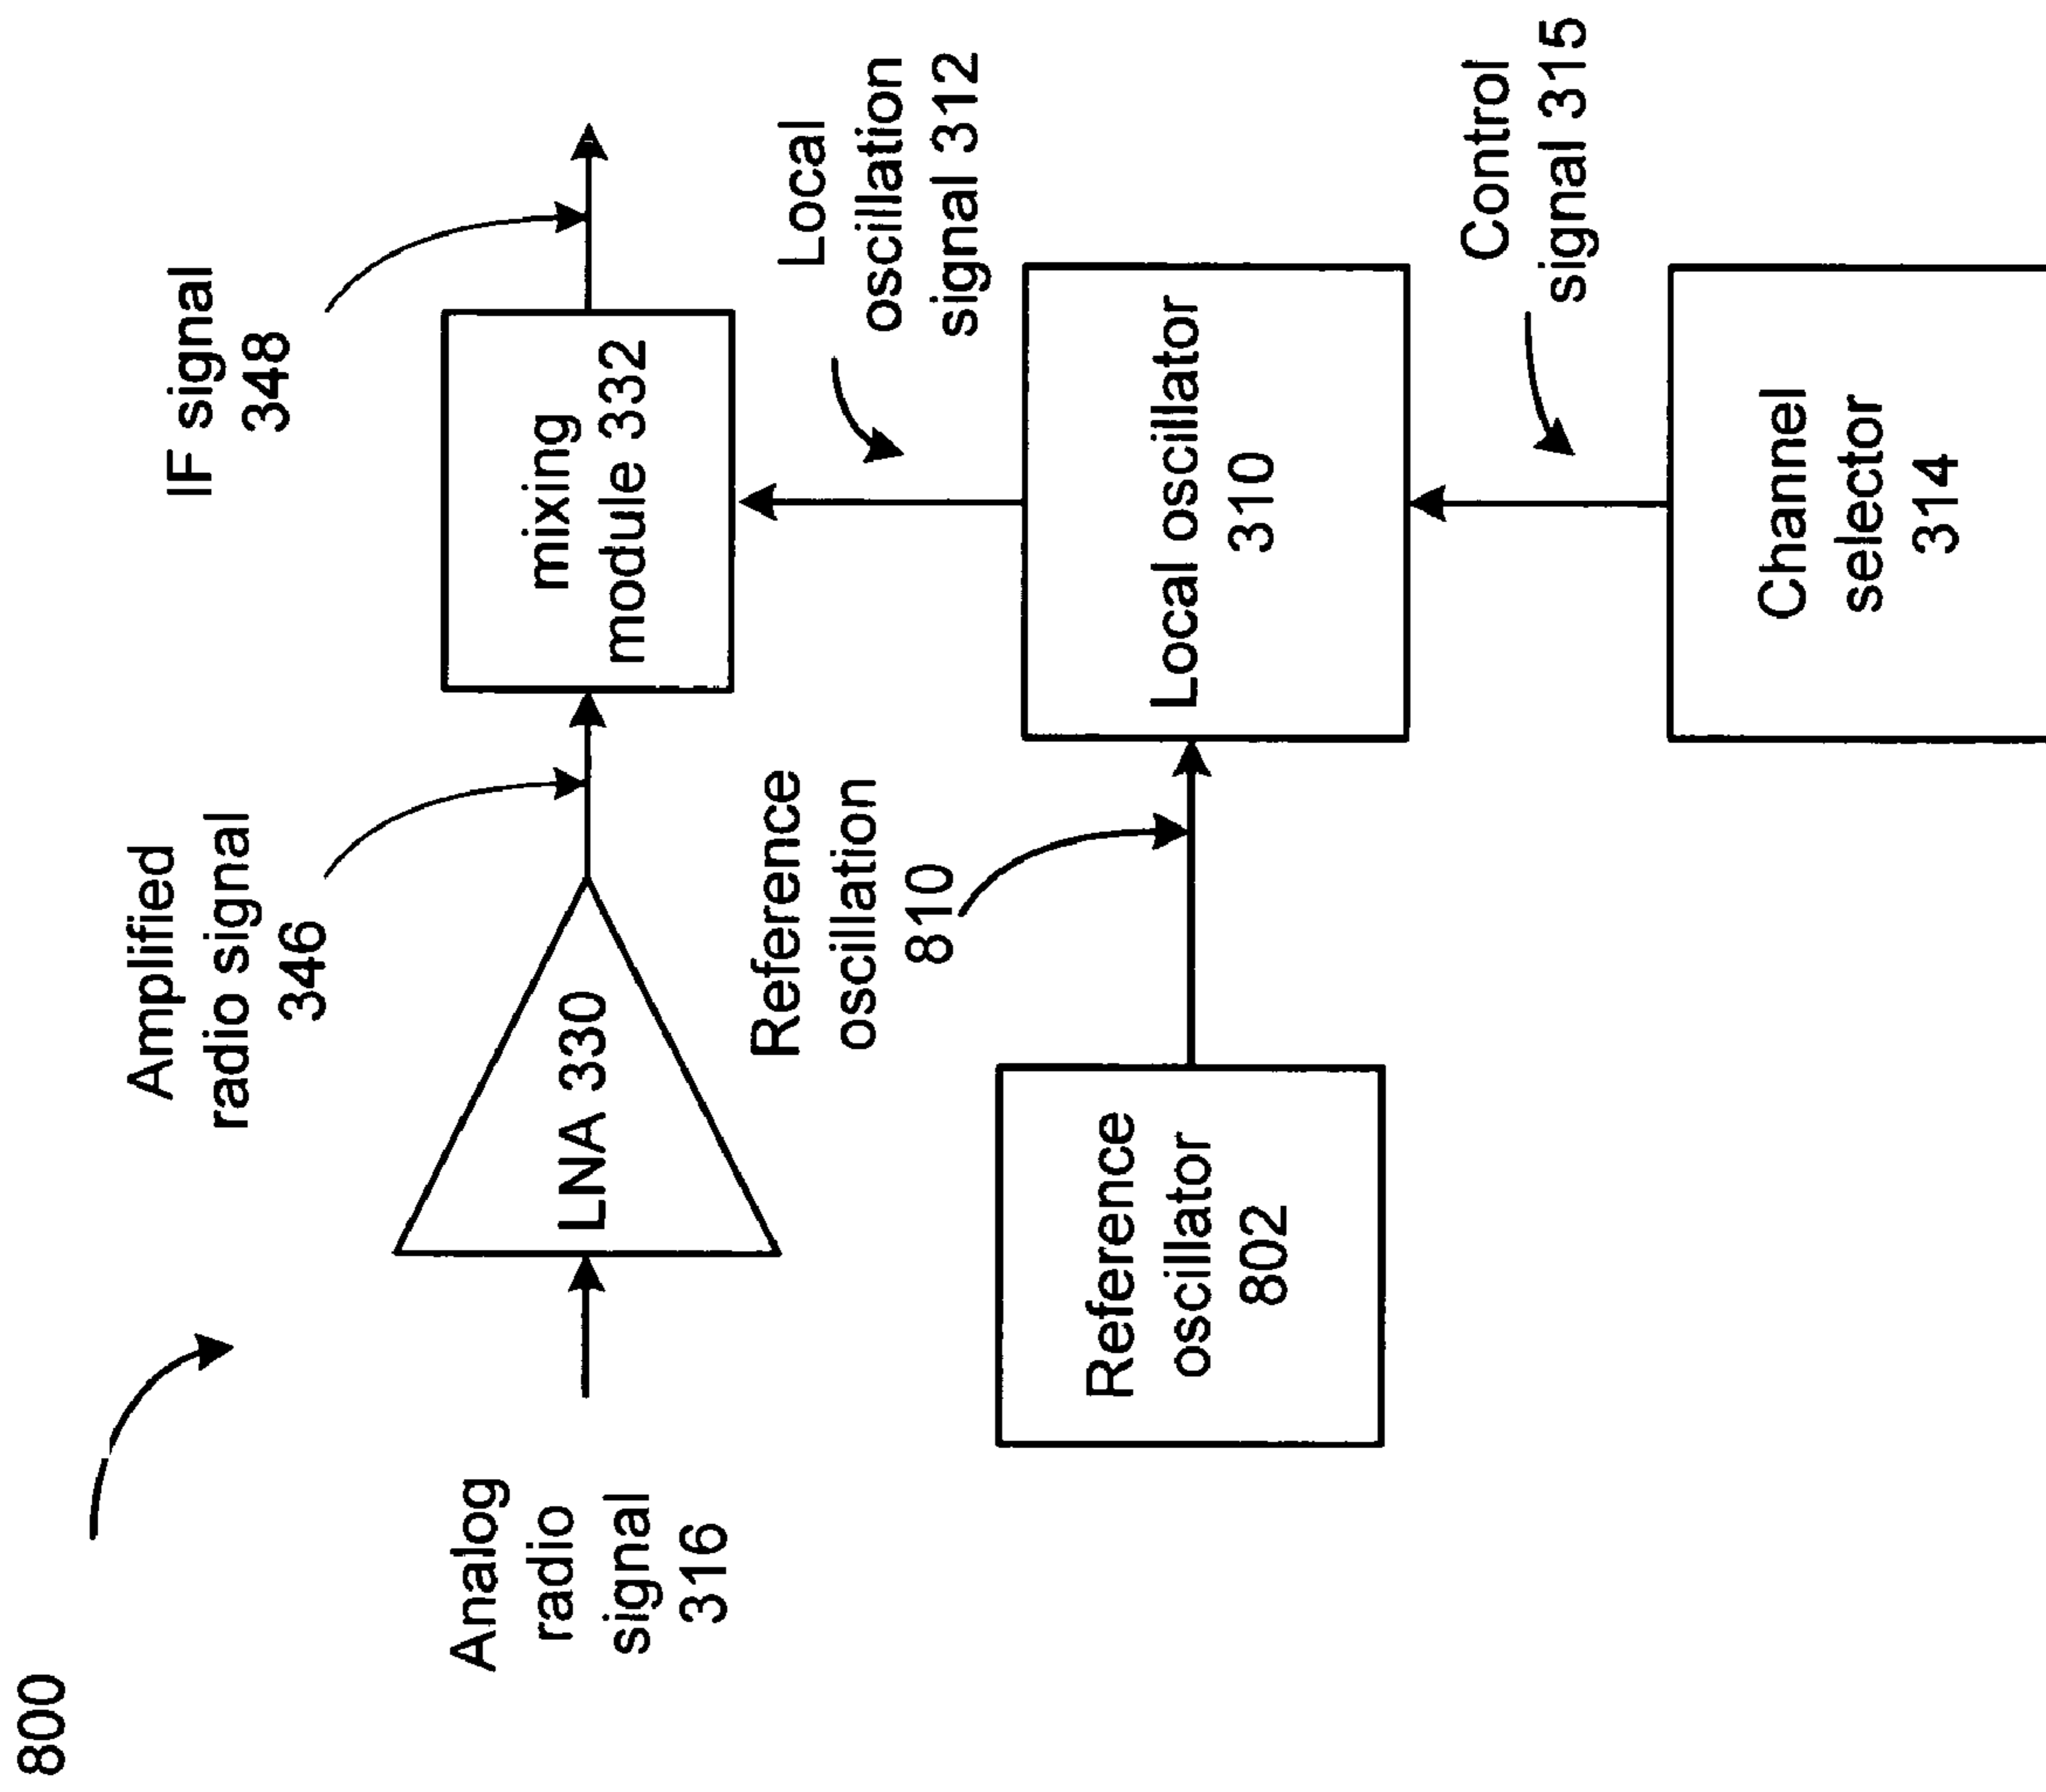 800
Analog
radio
signal
316
Amplified
radio signal
346
IF signal
348
LNA 330
mixing
module 332
Reference
oscillation
810
Local
oscillation
signal 312
Reference
oscillator
802
Local oscillator
310
Control
signal 315
Channel
selector
314